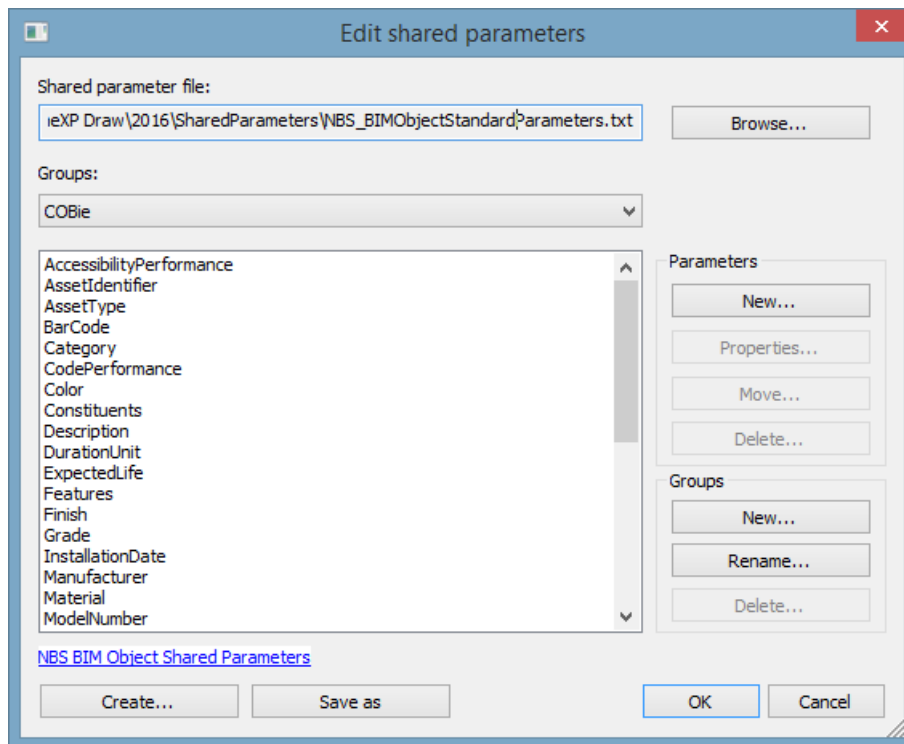 Edit shared parameters
Shared parameter file:
eXP Draw\2016\SharedParameters\NBS_BIMObjectStandardParameters.txt
Browse...
Groups:
COBie
AccessibilityPerformance
AssetIdentifier
AssetType
BarCode
Category
CodePerformance
Color
Constituents
Description
DurationUnit
ExpectedLife
Features
Finish
Grade
InstallationDate
Manufacturer
Material
ModelNumber
Parameters
New...
Properties...
Move...
Delete...
Groups
New...
Rename...
Delete...
NBS BIM Object Shared Parameters
Create...
Save as
OK
Cancel